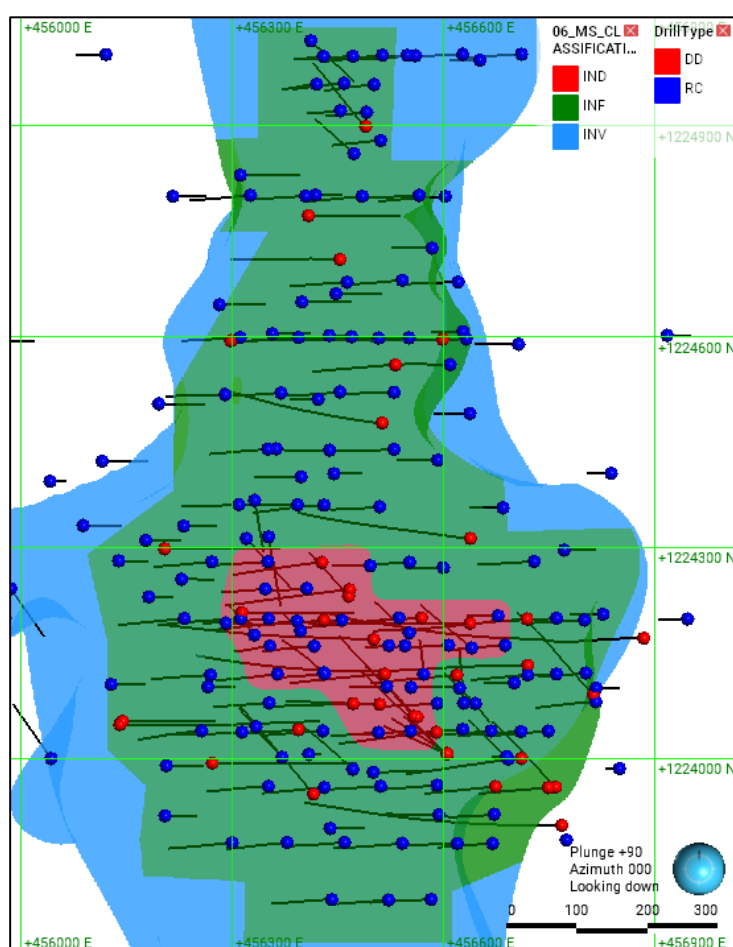 +456000 E
+456300 E
+456600 E
06_MS_CL
ASSIFICATI...
IND
INF
INV
DrillType
DD
RC
+1224900 N
+1224600 N
+1224300 N
+1224000 N
Plunge +90
Azimuth 000
Looking down
0 100 200 300
+456000 E
+456300 E
+456600 E
+456900 E